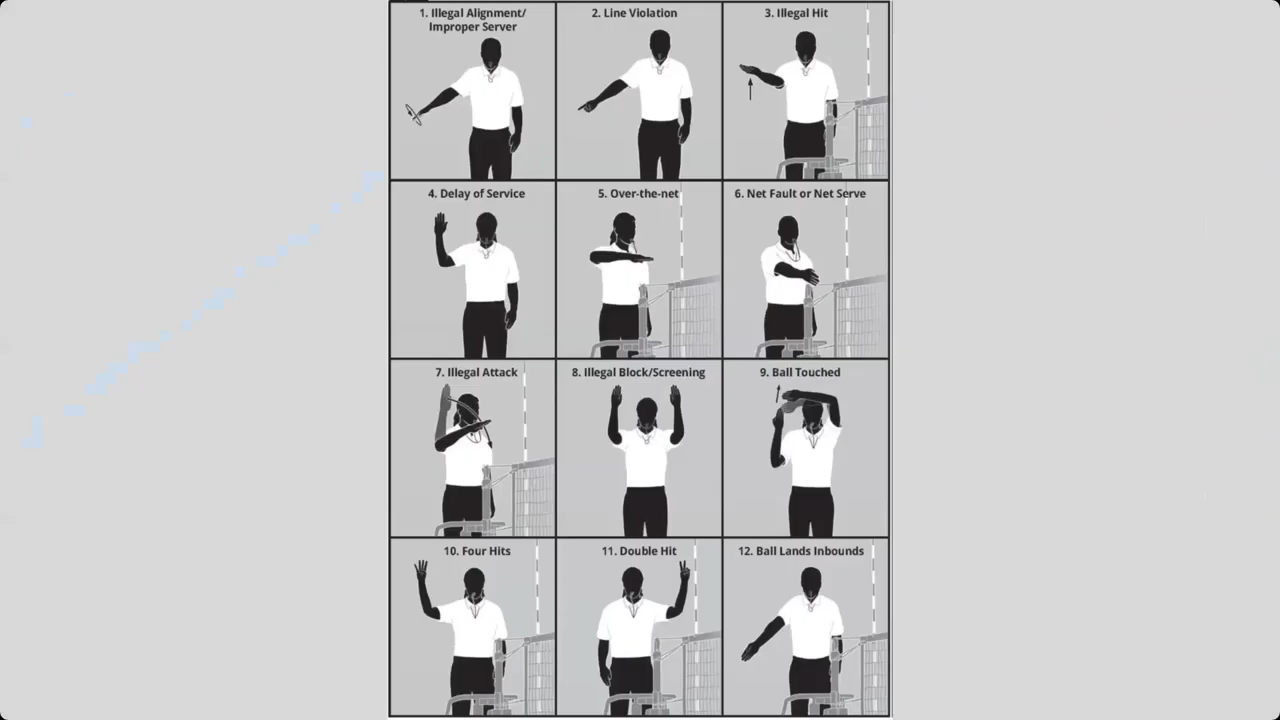 1. Illegal Alignment/
Improper Server
2. Line Violation
3. Illegal Hit
4. Delay of Service
5. Over-the-net
6. Net Fault or Net Serve
7. Illegal Attack
8. Illegal Block/Screening
9. Ball Touched
10. Four Hits
11. Double Hit
12. Ball Lands Inbounds